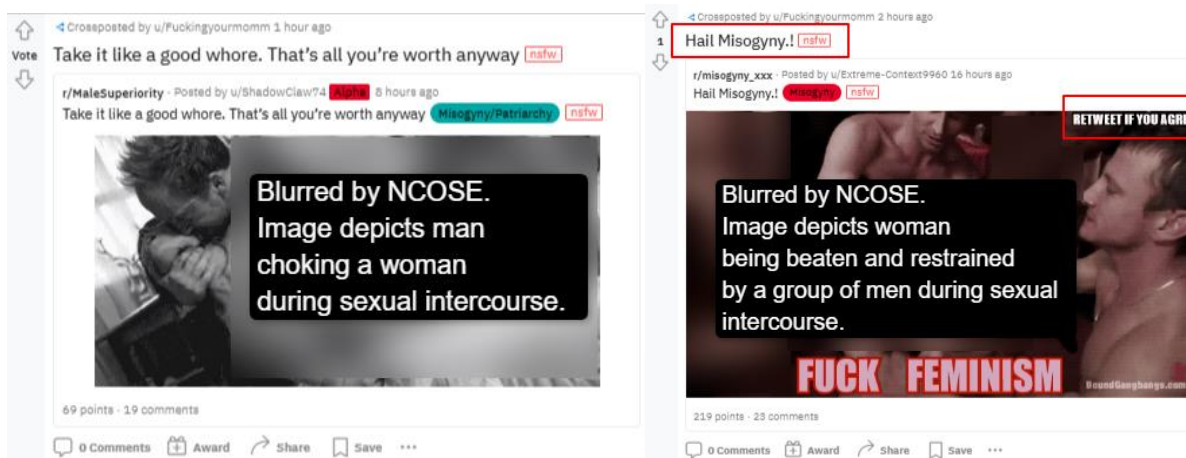 Crossposted by u/Fuckingyourmomm 1 hour ago
Vote
Take it like a good whore. That's all you're worth anyway nsfw
r/MaleSuperiority · Posted by u/ShadowClaw74 Alpha 8 hours ago
Take it like a good whore. That's all you're worth anyway Misogyny/Patriarchy nsfw
Blurred by NCOSE.
Image depicts man
choking a woman
during sexual intercourse.
69 points · 19 comments
0 Comments Award Share Save ...
Crossposted by u/Fuckingyourmomm 2 hours ago
1
Hail Misogyny.! nsfw
r/misogyny_xxx · Posted by u/Extreme-Context9960 16 hours ago
Hail Misogyny.! Misogyny nsfw
RETWEET IF YOU AGRE
Blurred by NCOSE.
Image depicts woman
being beaten and restrained
by a group of men during sexual
intercourse.
FUCK FEMINISM
BoundGangbangs.com
219 points · 23 comments
0 Comments Award Share Save ...